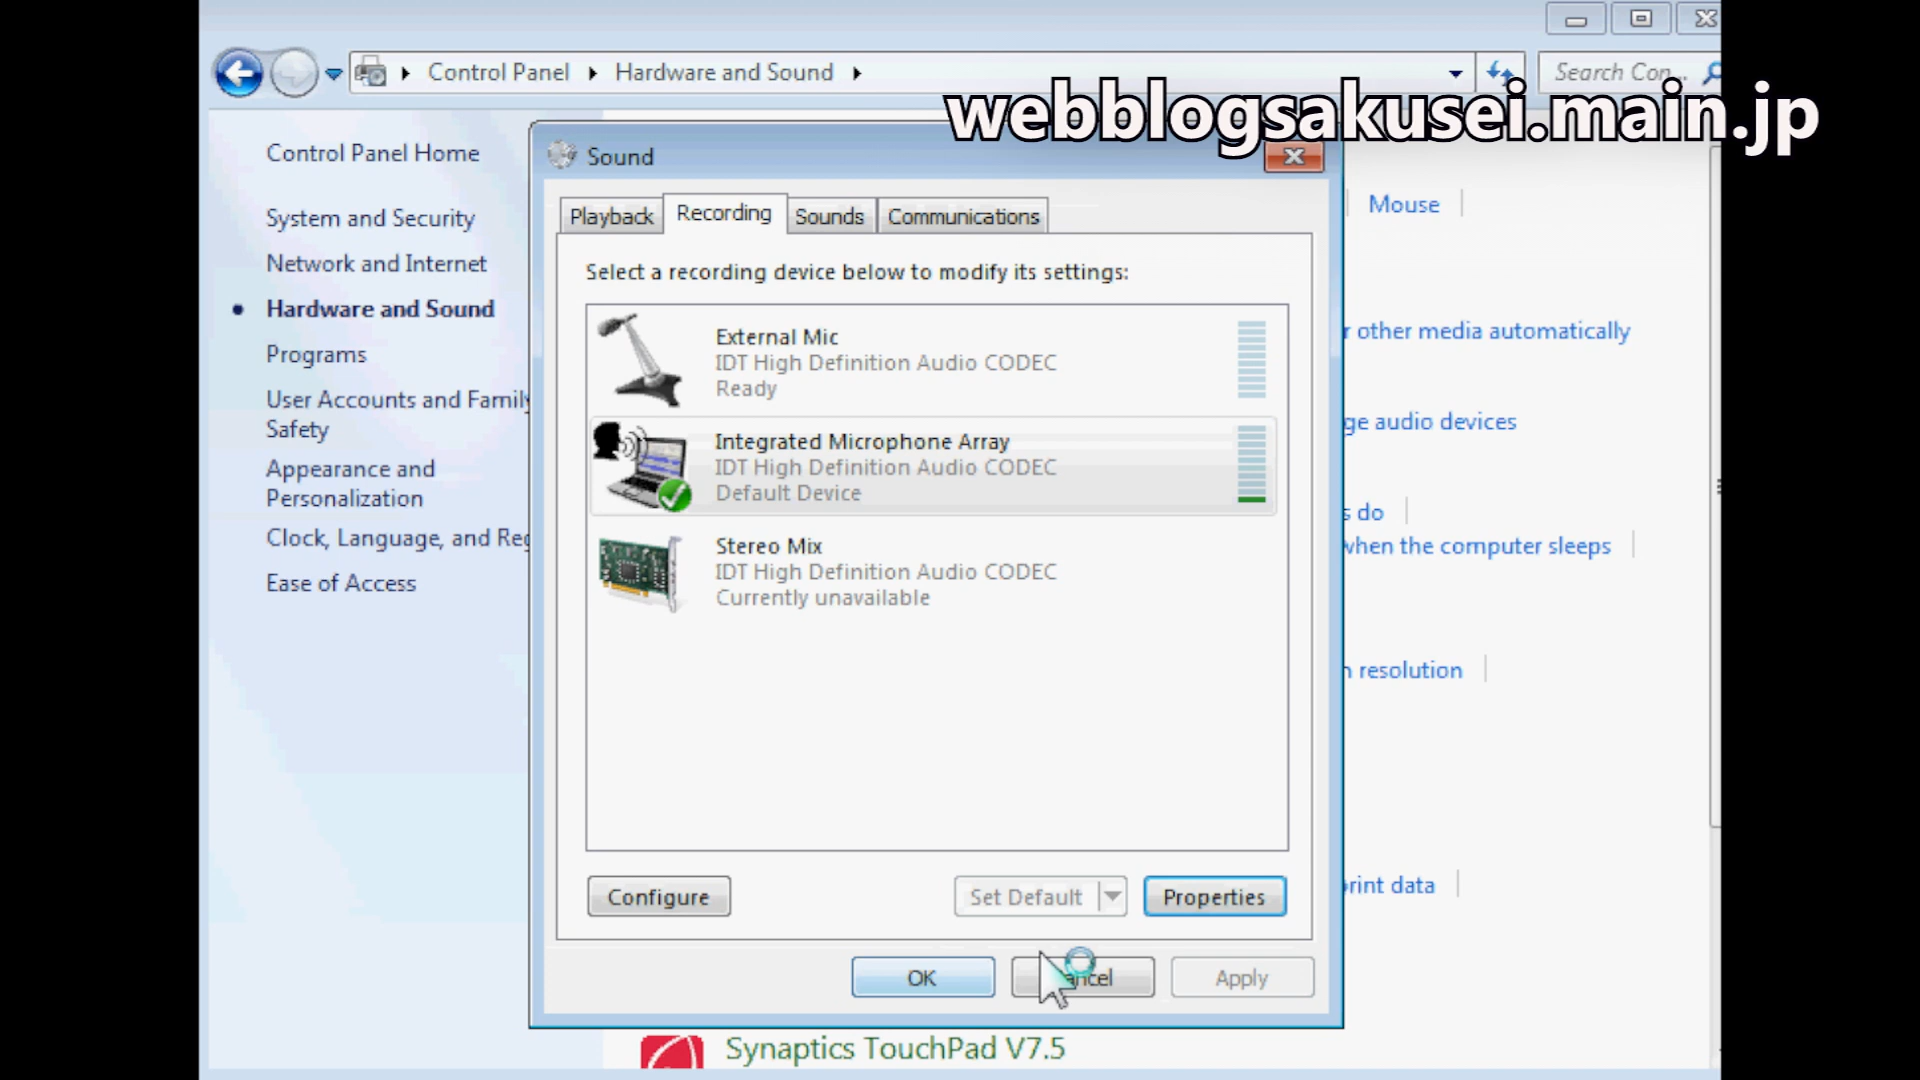 Control Panel
Hardware and Sound
Search Con...
webblogsakusei.main.jp
Control Panel Home
System and Security
Network and Internet
Hardware and Sound
Programs
User Accounts and Family
Safety
Appearance and
Personalization
Clock, Language, and Reg
Ease of Access
Sound
Playback
Recording
Sounds
Communications
Select a recording device below to modify its settings:
External Mic
IDT High Definition Audio CODEC
Ready
Integrated Microphone Array
IDT High Definition Audio CODEC
Default Device
Stereo Mix
IDT High Definition Audio CODEC
Currently unavailable
Configure
Set Default
Properties
OK
Apply
Mouse
r other media automatically
ge audio devices
s do
when the computer sleeps
n resolution
print data
Synaptics TouchPad V7.5